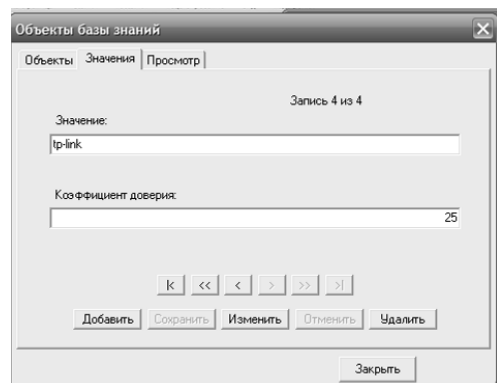 Объекты базы знаний
Объекты Значения Просмотр
Запись 4 из 4
Значение:
tp-link
Коэффициент доверия:
25
|< << < > >> >|
Добавить Сохранить Изменить Отменить Удалить
Закрыть